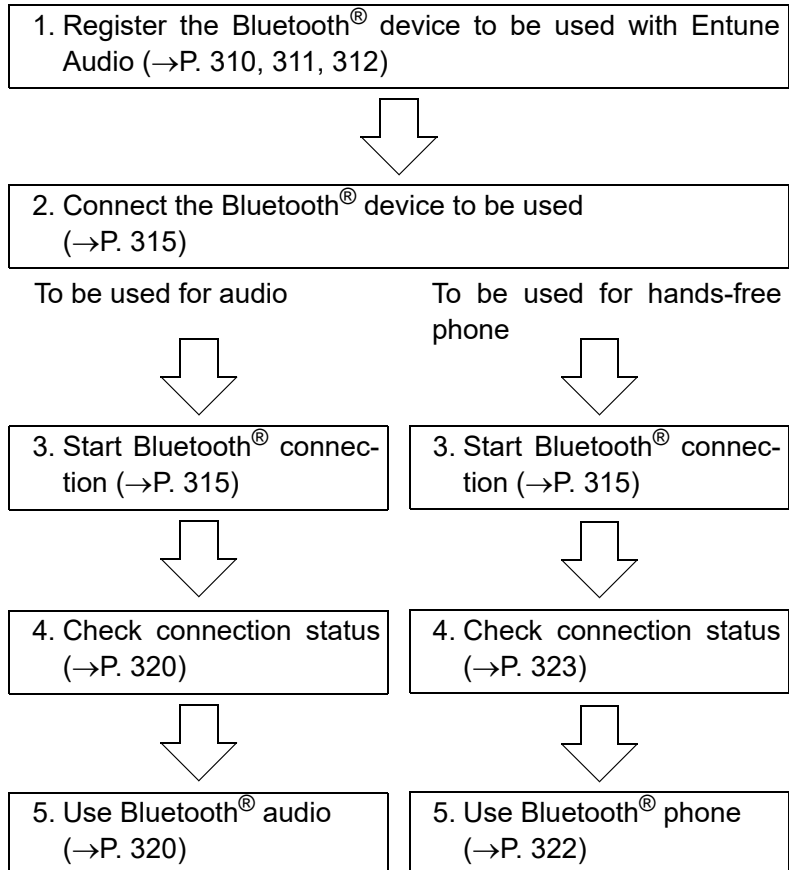 1. Register the Bluetooth® device to be used with Entune
Audio (→P. 310, 311, 312)
2. Connect the Bluetooth® device to be used
(→P. 315)
To be used for audio
To be used for hands-free
phone
3. Start Bluetooth® connec-
tion (→P. 315)
3. Start Bluetooth® connec-
tion (→P. 315)
4. Check connection status
(→P. 320)
4. Check connection status
(→P. 323)
5. Use Bluetooth® audio
(→P. 320)
5. Use Bluetooth® phone
(→P. 322)